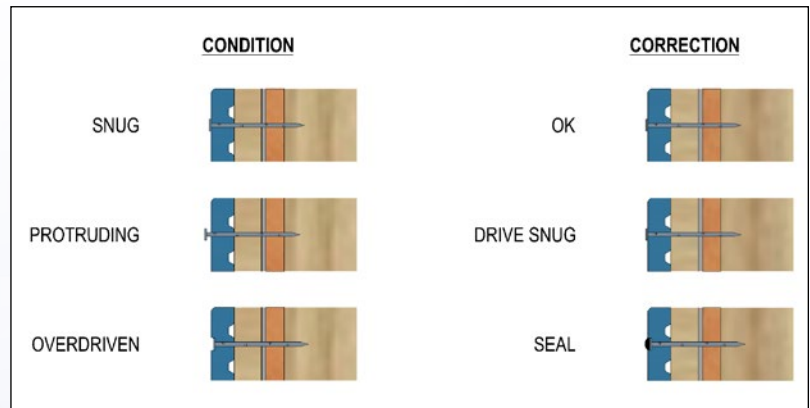 CONDITION CORRECTION
SNUG OK
PROTRUDING DRIVE SNUG
OVERDRIVEN SEAL